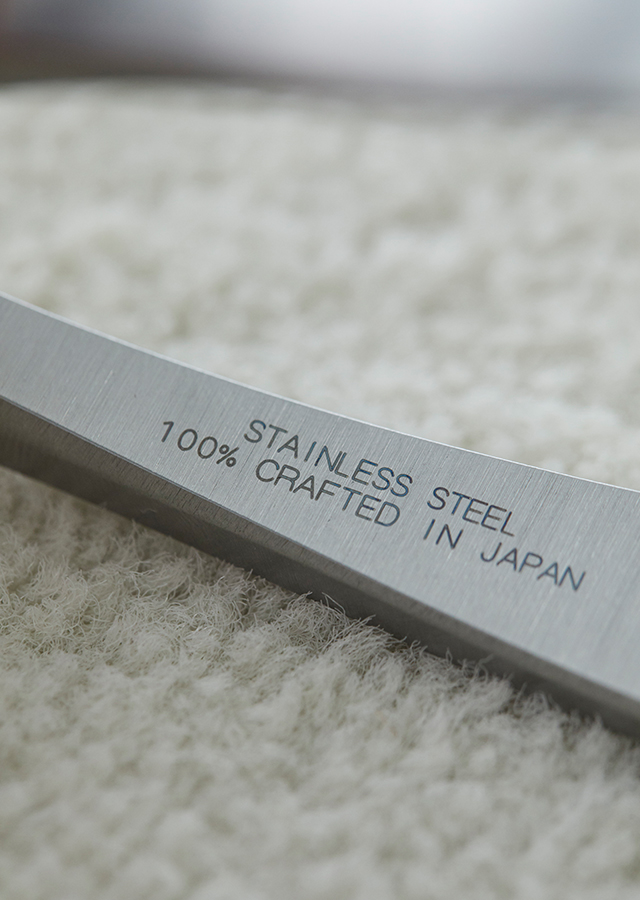 STAINLESS STEEL
100% CRAFTED IN JAPAN